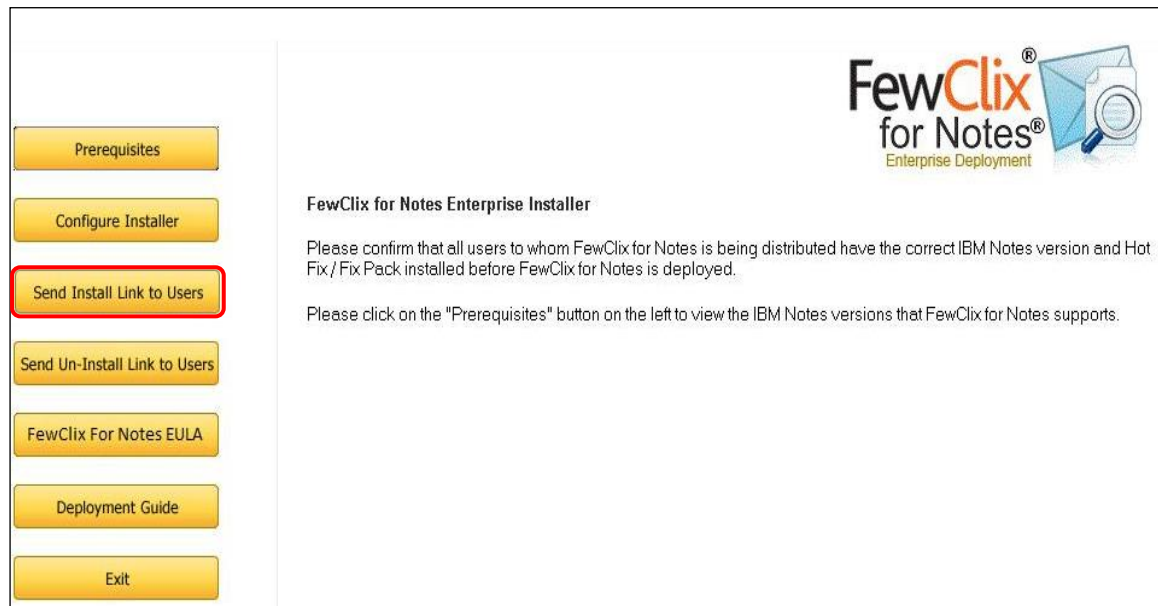 FewClix®
for Notes®
Enterprise Deployment
Prerequisites
Configure Installer
Send Install Link to Users
Send Un-Install Link to Users
FewClix For Notes EULA
Deployment Guide
Exit
FewClix for Notes Enterprise Installer
Please confirm that all users to whom FewClix for Notes is being distributed have the correct IBM Notes version and Hot
Fix / Fix Pack installed before FewClix for Notes is deployed.
Please click on the "Prerequisites" button on the left to view the IBM Notes versions that FewClix for Notes supports.